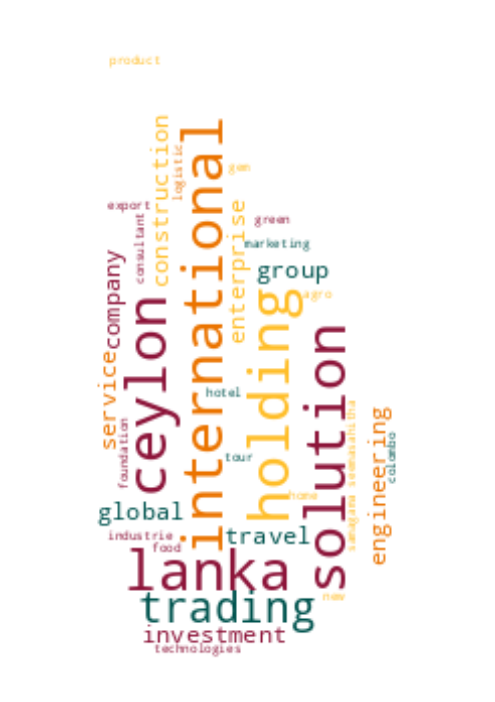 product
construction
international
logistic
gem
export
consultant
green
enterprise
marketing
company
group
holding
agro
ceylon
solution
service
hotel
foundation
samagama
seemasahitha
engineering
colombo
tour
home
global
industrie
travel
food
lanka
trading
new
investment
technologies